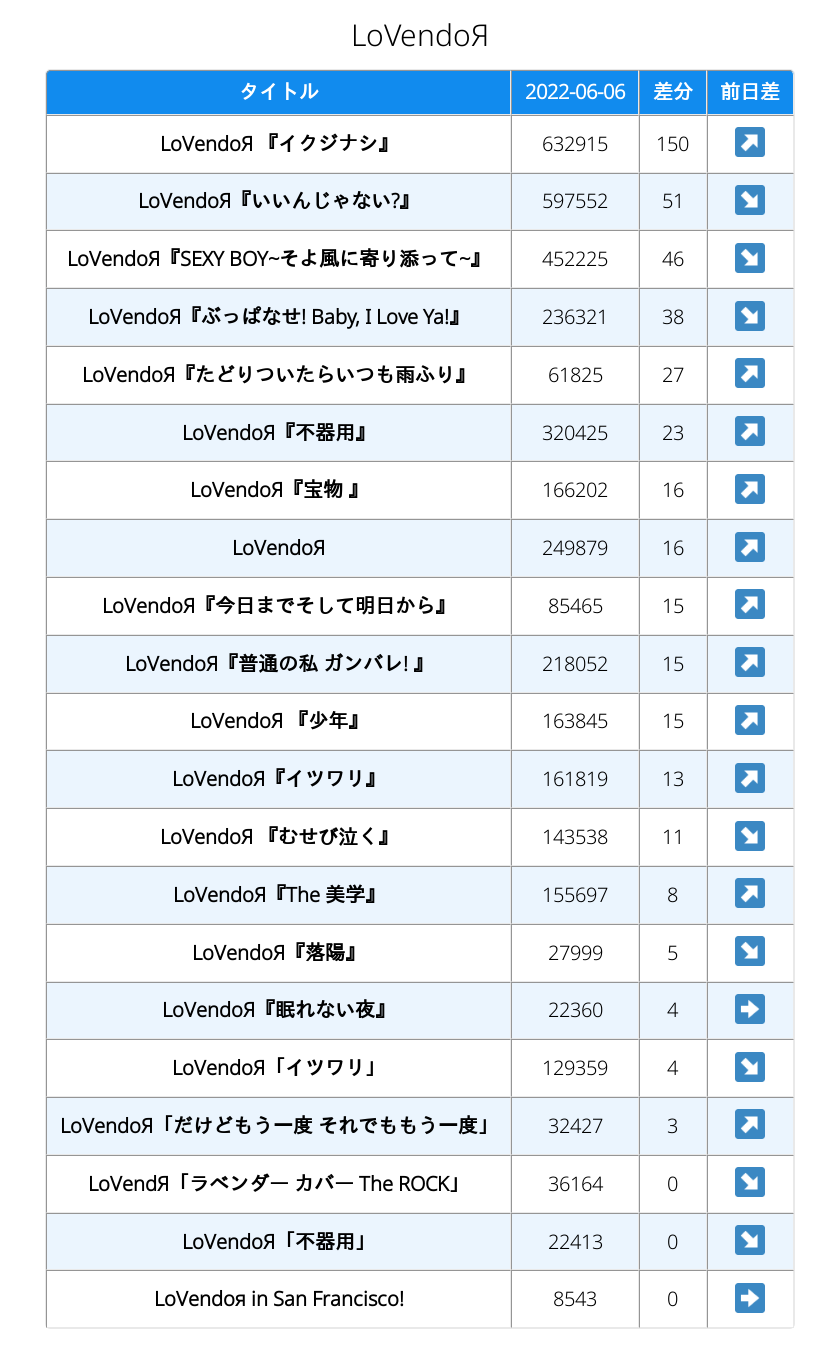 LoVendoЯ
タイトル 2022-06-06 差分 前日差
LoVendoЯ 『イクジナシ』 632915 150 ↗
LoVendoЯ『いいんじゃない?』 597552 51 ↘
LoVendoЯ『SEXY BOY~そよ風に寄り添って~』 452225 46 ↘
LoVendoЯ『ぶっぱなせ! Baby, I Love Ya!』 236321 38 ↘
LoVendoЯ『たどりついたらいつも雨ふり』 61825 27 ↗
LoVendoЯ『不器用』 320425 23 ↗
LoVendoЯ『宝物 』 166202 16 ↗
LoVendoЯ 249879 16 ↗
LoVendoЯ『今日までそして明日から』 85465 15 ↗
LoVendoЯ『普通の私 ガンバレ! 』 218052 15 ↗
LoVendoЯ 『少年』 163845 15 ↗
LoVendoЯ『イツワリ』 161819 13 ↗
LoVendoЯ 『むせび泣く』 143538 11 ↘
LoVendoЯ『The 美学』 155697 8 ↗
LoVendoЯ『落陽』 27999 5 ↘
LoVendoЯ『眠れない夜』 22360 4 →
LoVendoЯ「イツワリ」 129359 4 ↘
LoVendoЯ「だけどもう一度 それでももう一度」 32427 3 ↗
LoVendЯ「ラベンダー カバー The ROCK」 36164 0 ↘
LoVendoЯ「不器用」 22413 0 ↘
LoVendoя in San Francisco! 8543 0 →